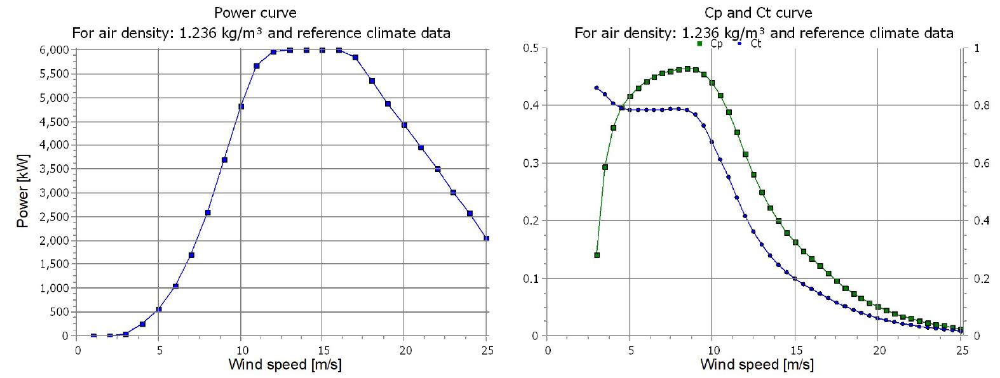 Power curve
For air density: 1.236 kg/m³ and reference climate data
6,000
5,500
5,000
4,500
4,000
3,500
3,000
2,500
2,000
1,500
1,000
500
0
Power [kW]
0 5 10 15 20 25
Wind speed [m/s]
Cp and Ct curve
For air density: 1.236 kg/m³ and reference climate data
Cp Ct
0.5
0.4
0.3
0.2
0.1
0
1
0.8
0.6
0.4
0.2
0
0 5 10 15 20 25
Wind speed [m/s]